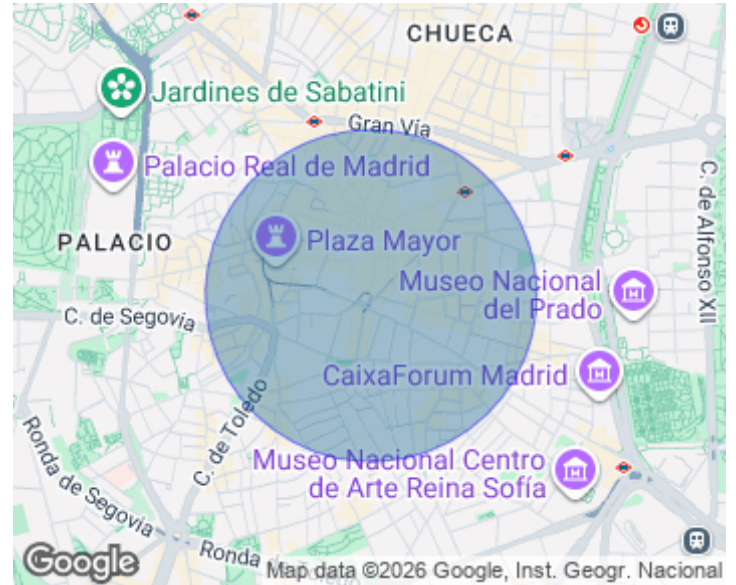 CHUECA
Jardines de Sabatini
Gran Vía
Palacio Real de Madrid
C. de Alfonso XII
PALACIO
Plaza Mayor
Museo Nacional
del Prado
C. de Segovia
CaixaForum Madrid
C. de Toledo
Museo Nacional Centro
de Arte Reina Sofía
Ronda de Segovia
Ronda de
Google
Map data ©2026 Google, Inst. Geogr. Nacional